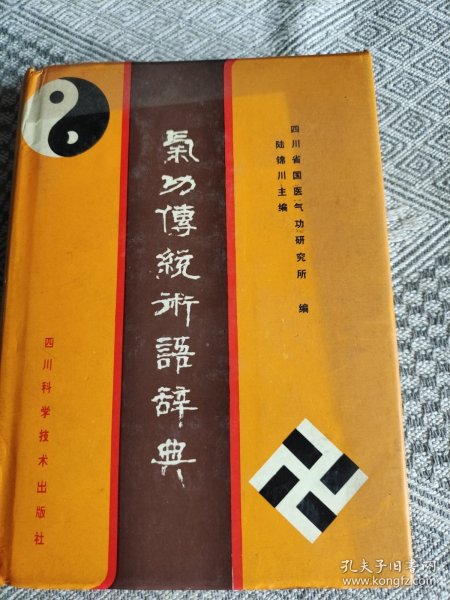 氣功傳統術語辞典
四川省国医气功研究所 编
陆锦川主编
四川科学技术出版社
孔夫子旧书网
www.kongfz.com